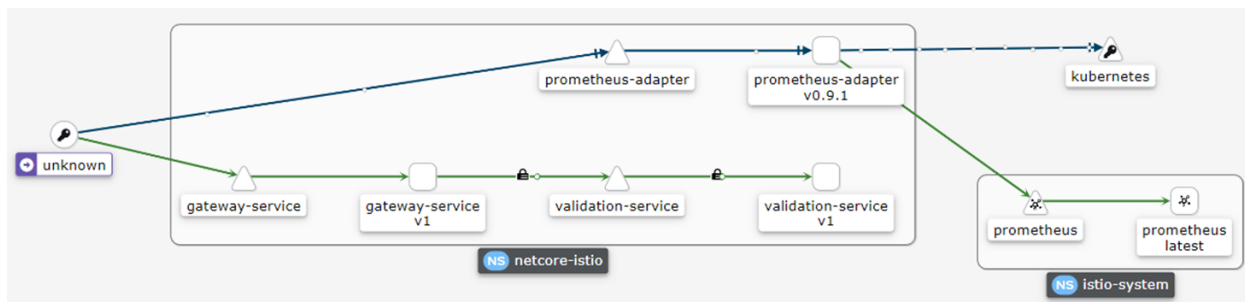 prometheus-adapter
prometheus-adapter
v0.9.1
kubernetes
unknown
gateway-service
gateway-service
v1
validation-service
validation-service
v1
prometheus
prometheus
latest
NS netcore-istio
NS istio-system